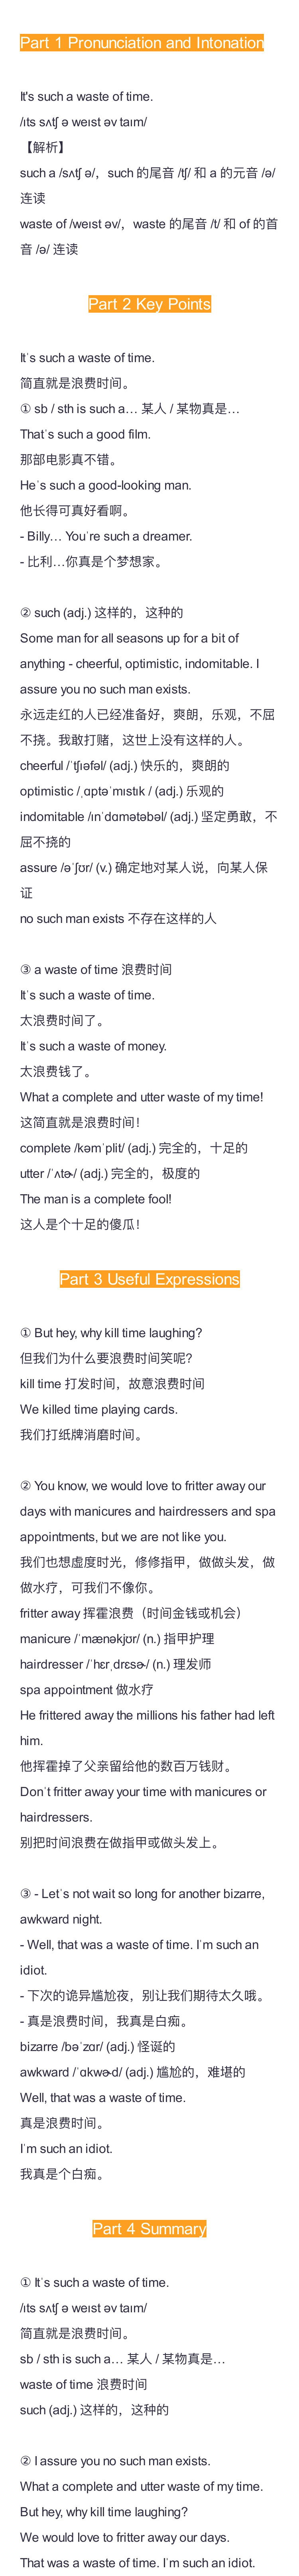 Part 1 Pronunciation and Intonation
It's such a waste of time.
/ɪts sʌtʃ ə weɪst əv taɪm/
【解析】
such a /sʌtʃ ə/，such 的尾音 /tʃ/ 和 a 的元音 /ə/
连读
waste of /weɪst əv/，waste 的尾音 /t/ 和 of 的首
音 /ə/ 连读
Part 2 Key Points
It's such a waste of time.
简直就是浪费时间。
① sb / sth is such a… 某人 / 某物真是…
That's such a good film.
那部电影真不错。
He's such a good-looking man.
他长得可真好看啊。
- Billy… You're such a dreamer.
- 比利…你真是个梦想家。
② such (adj.) 这样的，这种的
Some man for all seasons up for a bit of
anything - cheerful, optimistic, indomitable. I
assure you no such man exists.
永远走红的人已经准备好，爽朗，乐观，不屈
不挠。我敢打赌，这世上没有这样的人。
cheerful /ˈtʃɪəfəl/ (adj.) 快乐的，爽朗的
optimistic /ˌɑptəˈmɪstɪk / (adj.) 乐观的
indomitable /ɪnˈdɑmətəbəl/ (adj.) 坚定勇敢，不
屈不挠的
assure /əˈʃʊr/ (v.) 确定地对某人说，向某人保
证
no such man exists 不存在这样的人
③ a waste of time 浪费时间
It's such a waste of time.
太浪费时间了。
It's such a waste of money.
太浪费钱了。
What a complete and utter waste of my time!
这简直就是浪费时间！
complete /kəmˈplit/ (adj.) 完全的，十足的
utter /ˈʌtɚ/ (adj.) 完全的，极度的
The man is a complete fool!
这人是个十足的傻瓜！
Part 3 Useful Expressions
① But hey, why kill time laughing?
但我们为什么要浪费时间笑呢?
kill time 打发时间，故意浪费时间
We killed time playing cards.
我们打纸牌消磨时间。
② You know, we would love to fritter away our
days with manicures and hairdressers and spa
appointments, but we are not like you.
我们也想虚度时光，修修指甲，做做头发，做
做水疗，可我们不像你。
fritter away 挥霍浪费（时间金钱或机会）
manicure /ˈmænəkjʊr/ (n.) 指甲护理
hairdresser /ˈhɛrˌdrɛsɚ/ (n.) 理发师
spa appointment 做水疗
He frittered away the millions his father had left
him.
他挥霍掉了父亲留给他的数百万钱财。
Don't fritter away your time with manicures or
hairdressers.
别把时间浪费在做指甲或做头发上。
③ - Let's not wait so long for another bizarre,
awkward night.
- Well, that was a waste of time. I'm such an
idiot.
- 下次的诡异尴尬夜，别让我们期待太久哦。
- 真是浪费时间，我真是白痴。
bizarre /bəˈzɑr/ (adj.) 怪诞的
awkward /ˈɑkwɚd/ (adj.) 尴尬的，难堪的
Well, that was a waste of time.
真是浪费时间。
I'm such an idiot.
我真是个白痴。
Part 4 Summary
① It's such a waste of time.
/ɪts sʌtʃ ə weɪst əv taɪm/
简直就是浪费时间。
sb / sth is such a… 某人 / 某物真是…
waste of time 浪费时间
such (adj.) 这样的，这种的
② I assure you no such man exists.
What a complete and utter waste of my time.
But hey, why kill time laughing?
We would love to fritter away our days.
That was a waste of time. I'm such an idiot.